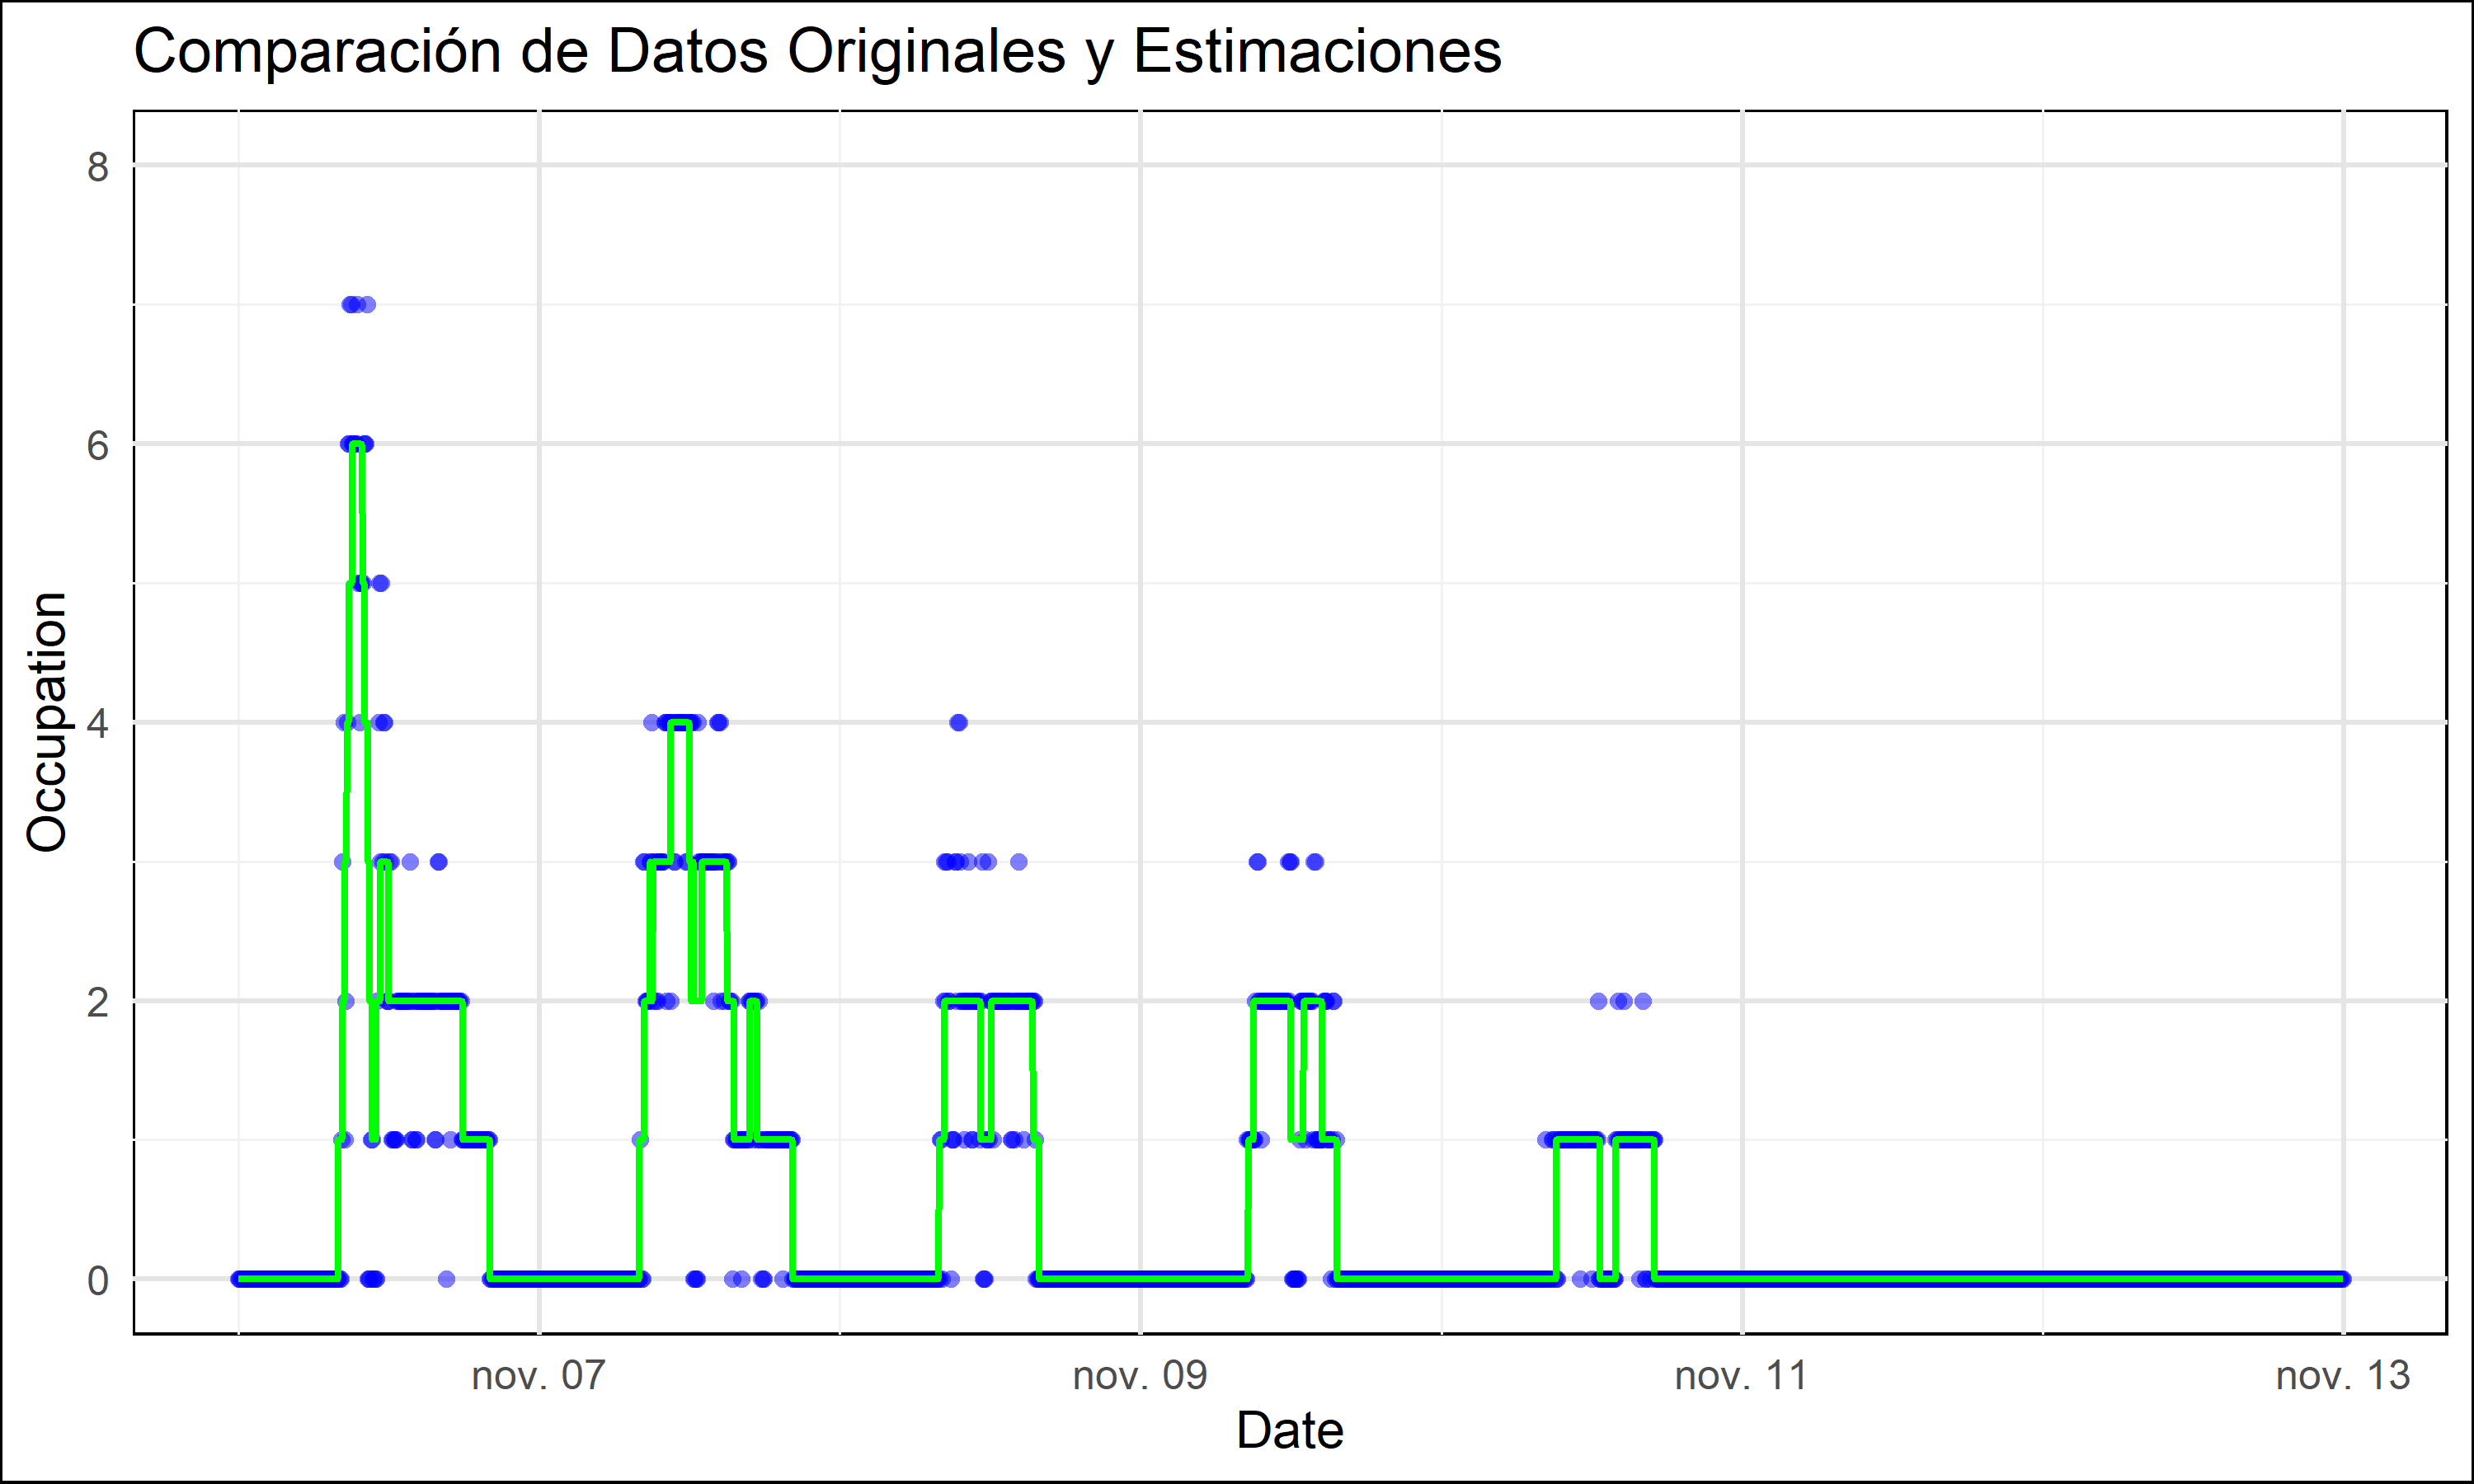 Comparación de Datos Originales y Estimaciones
8
6
4
2
0
Occupation
nov. 07
nov. 09
nov. 11
nov. 13
Date